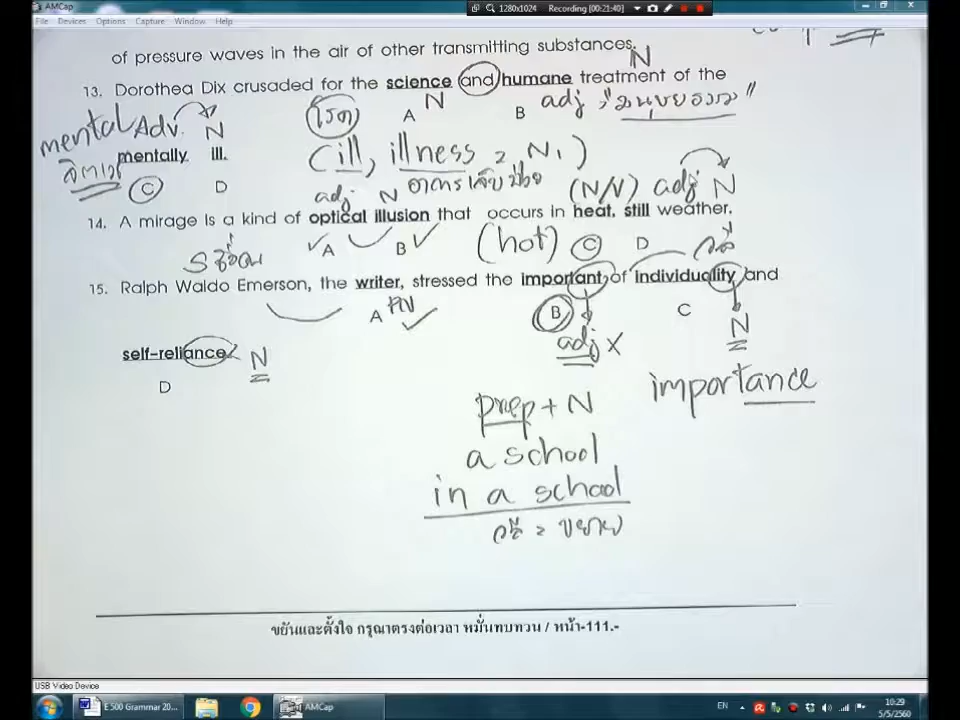 AMCap
1280x1024 Recording [00:21:40]
File Devices Options Capture Window Help
of pressure waves in the air of other transmitting substances.
N
13. Dorothea Dix crusaded for the science and humane treatment of the
A N B adj "มนุษยธรรม"
mental Adv. N (โรค)
mentally ill. (ill, illness = N.)
C D adj N อาการเจ็บป่วย (N/N) adj N
14. A mirage is a kind of optical illusion that occurs in heat, still weather.
A B (hot) C D
15. Ralph Waldo Emerson, the writer, stressed the important of individuality and
A B C N
adj X
self-reliance N
D
importance
prep + N
a school
in a school
วลี = ขยาย
ขยันและตั้งใจ กรุณาตรงต่อเวลา หมั่นทบทวน / หน้า-111.-
USB Video Device
E 500 Grammar 20... AMCap EN 10:29
5/5/2560